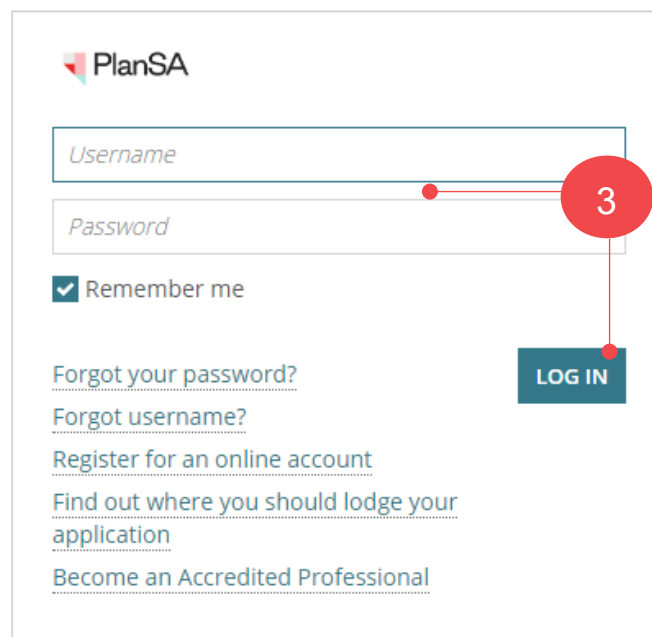 PlanSA
Username
3
Password
Remember me
Forgot your password?
LOG IN
Forgot username?
Register for an online account
Find out where you should lodge your
application
Become an Accredited Professional